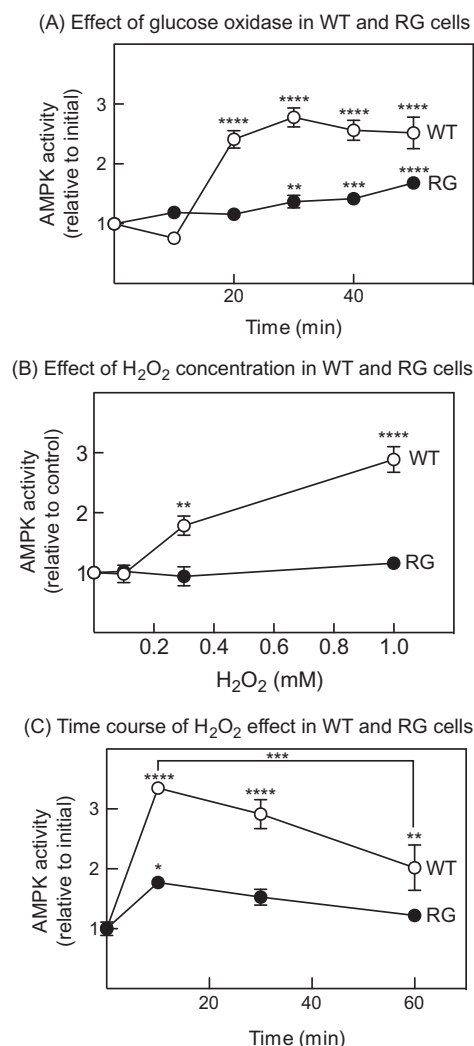 (A) Effect of glucose oxidase in WT and RG cells
AMPK activity
(relative to initial)
3
2
1
****
****
****
****
WT
**
***
****
RG
20
40
Time (min)
(B) Effect of H₂O₂ concentration in WT and RG cells
AMPK activity
(relative to control)
3
2
1
**
****
WT
RG
0.2
0.4
0.6
0.8
1.0
H₂O₂ (mM)
(C) Time course of H₂O₂ effect in WT and RG cells
AMPK activity
(relative to initial)
3
2
1
***
****
****
**
WT
*
RG
20
40
60
Time (min)